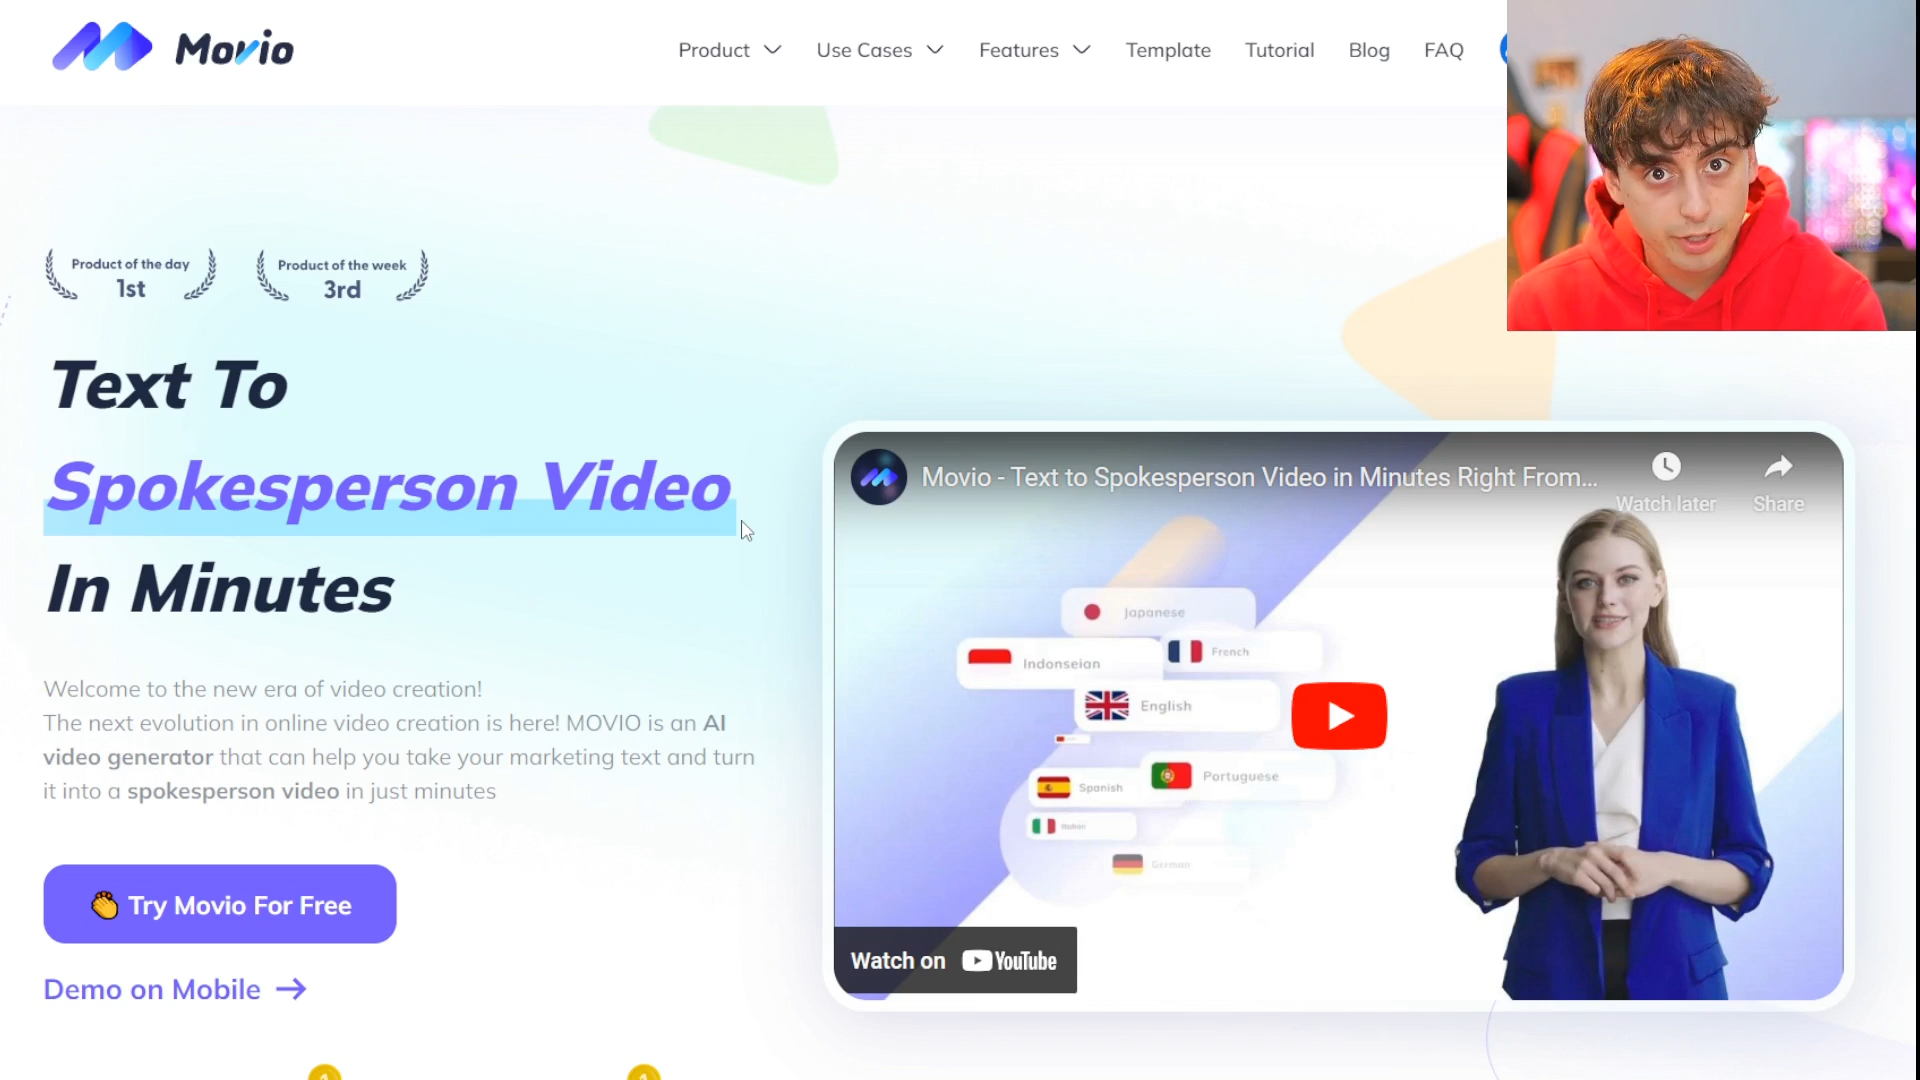 Movio
Product
Use Cases
Features
Template
Tutorial
Blog
FAQ
Product of the day
1st
Product of the week
3rd
Text To
Spokesperson Video
In Minutes
Welcome to the new era of video creation!
The next evolution in online video creation is here! MOVIO is an AI
video generator that can help you take your marketing text and turn
it into a spokesperson video in just minutes
Try Movio For Free
Demo on Mobile
Movio - Text to Spokesperson Video in Minutes Right From...
Watch later
Share
Japanese
Indonseian
French
English
Spanish
Portuguese
Italian
German
Watch on YouTube